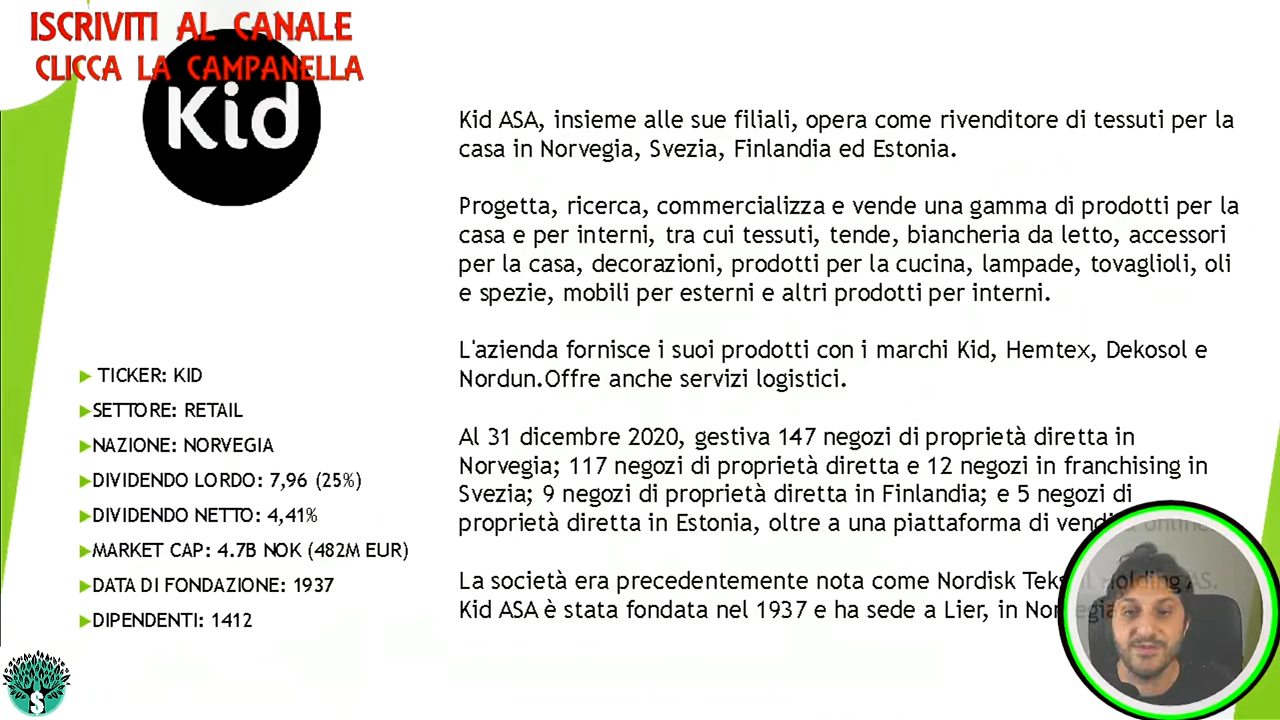 ISCRIVITI AL CANALE
CLICCA LA CAMPANELLA
Kid
TICKER: KID
SETTORE: RETAIL
NAZIONE: NORVEGIA
DIVIDENDO LORDO: 7,96 (25%)
DIVIDENDO NETTO: 4,41%
MARKET CAP: 4.7B NOK (482M EUR)
DATA DI FONDAZIONE: 1937
DIPENDENTI: 1412
Kid ASA, insieme alle sue filiali, opera come rivenditore di tessuti per la
casa in Norvegia, Svezia, Finlandia ed Estonia.
Progetta, ricerca, commercializza e vende una gamma di prodotti per la
casa e per interni, tra cui tessuti, tende, biancheria da letto, accessori
per la casa, decorazioni, prodotti per la cucina, lampade, tovaglioli, oli
e spezie, mobili per esterni e altri prodotti per interni.
L'azienda fornisce i suoi prodotti con i marchi Kid, Hemtex, Dekosol e
Nordun.Offre anche servizi logistici.
Al 31 dicembre 2020, gestiva 147 negozi di proprietà diretta in
Norvegia; 117 negozi di proprietà diretta e 12 negozi in franchising in
Svezia; 9 negozi di proprietà diretta in Finlandia; e 5 negozi di
proprietà diretta in Estonia, oltre a una piattaforma di vendita online.
La società era precedentemente nota come Nordisk Tekstil Holding AS.
Kid ASA è stata fondata nel 1937 e ha sede a Lier, in Norvegia
$